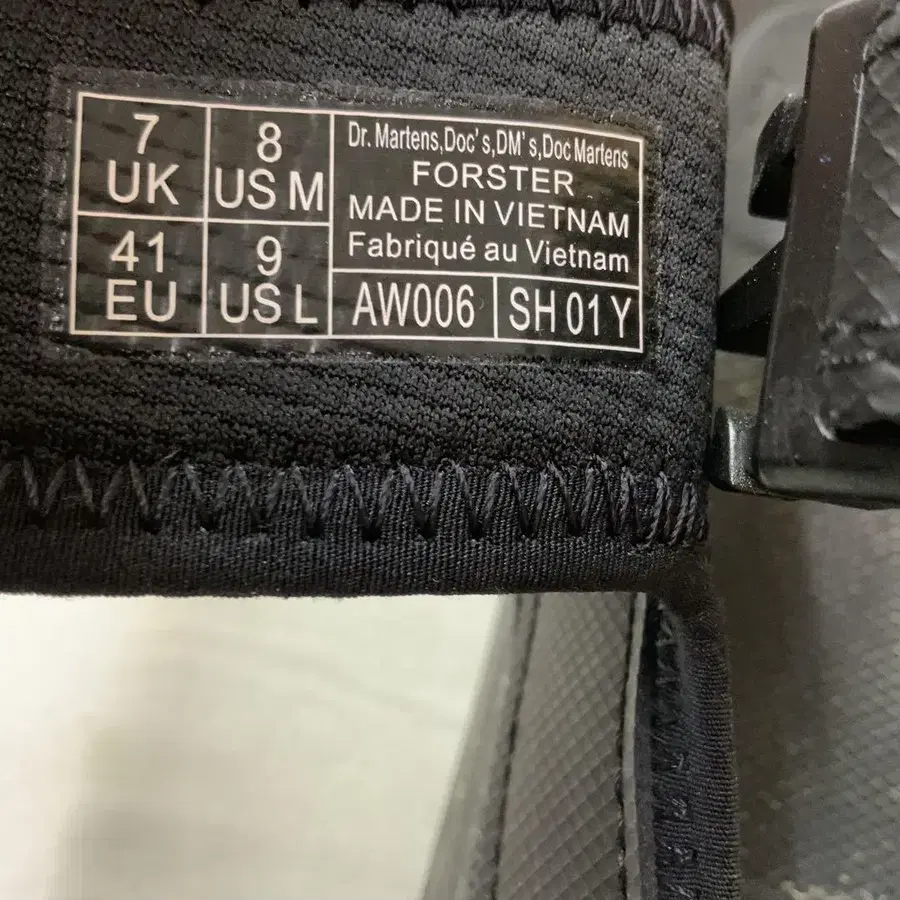 7
UK
8
US M
41
EU
9
US L
Dr. Martens,Doc's,DM's,Doc Martens
FORSTER
MADE IN VIETNAM
Fabriqué au Vietnam
AW006
SH 01 Y